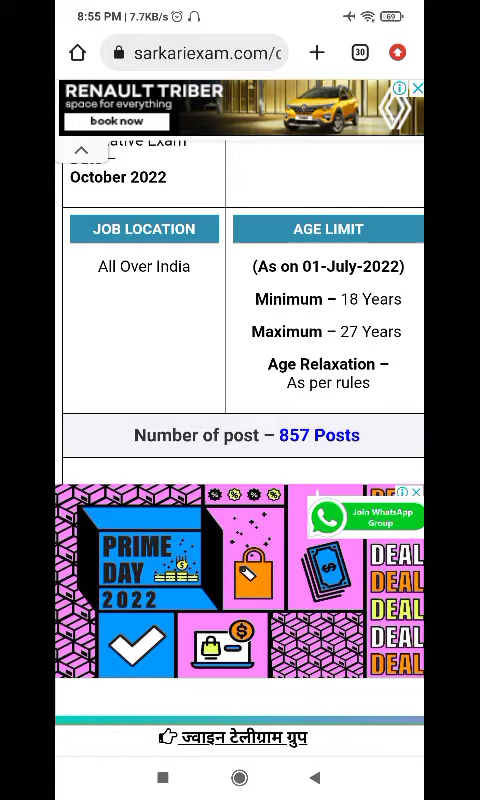 8:55 PM | 7.7KB/s
69
sarkariexam.com/c
30
RENAULT TRIBER
space for everything
book now
ative Exam
October 2022
JOB LOCATION
AGE LIMIT
All Over India
(As on 01-July-2022)
Minimum – 18 Years
Maximum – 27 Years
Age Relaxation –
As per rules
Number of post – 857 Posts
Join WhatsApp
Group
PRIME
DAY
2022
DEAL
DEAL
DEAL
DEAL
DEAL
ज्वाइन टेलीग्राम ग्रुप